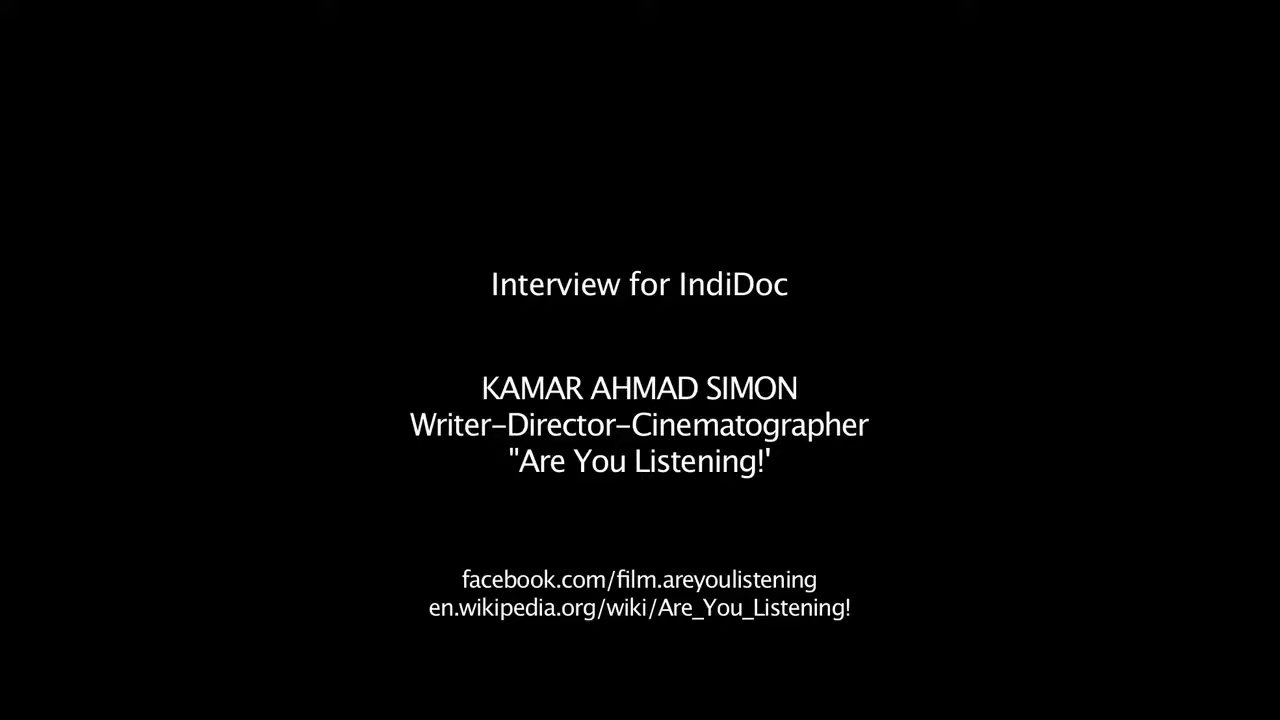 Interview for IndiDoc
KAMAR AHMAD SIMON
Writer-Director-Cinematographer
"Are You Listening!'
facebook.com/film.areyoulistening
en.wikipedia.org/wiki/Are_You_Listening!